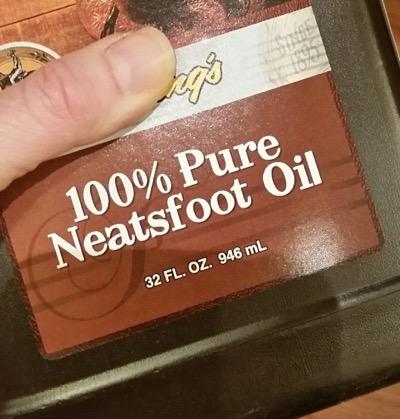 100% Pure
Neatsfoot Oil
32 FL. OZ. 946 mL